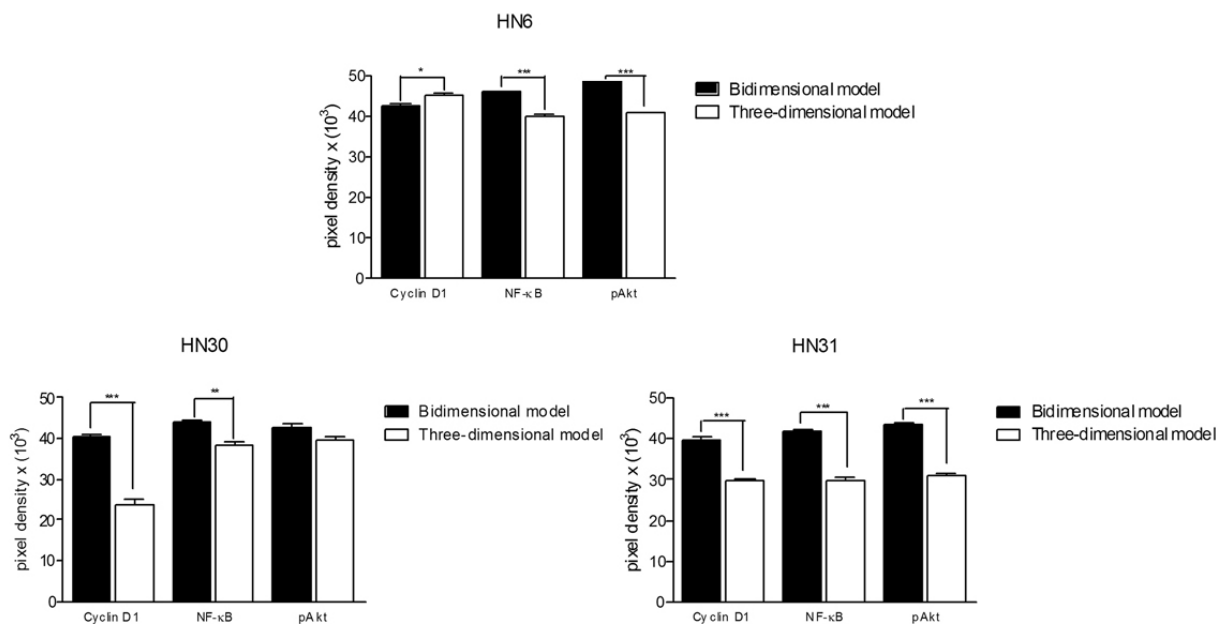 HN6
pixel density x (10³)
50
40
30
20
10
0
*
***
***
Cyclin D1
NF-κB
pAkt
Bidimensional model
Three-dimensional model
HN30
pixel density x (10³)
50
40
30
20
10
0
***
**
Cyclin D1
NF-κB
pAkt
Bidimensional model
Three-dimensional model
HN31
pixel density x (10³)
50
40
30
20
10
0
***
***
***
Cyclin D1
NF-κB
pAkt
Bidimensional model
Three-dimensional model